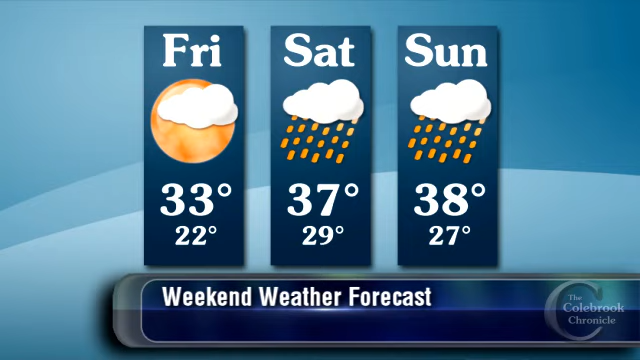 Fri
Sat
Sun
33°
37°
38°
22°
29°
27°
Weekend Weather Forecast
C
The
Colebrook
Chronicle